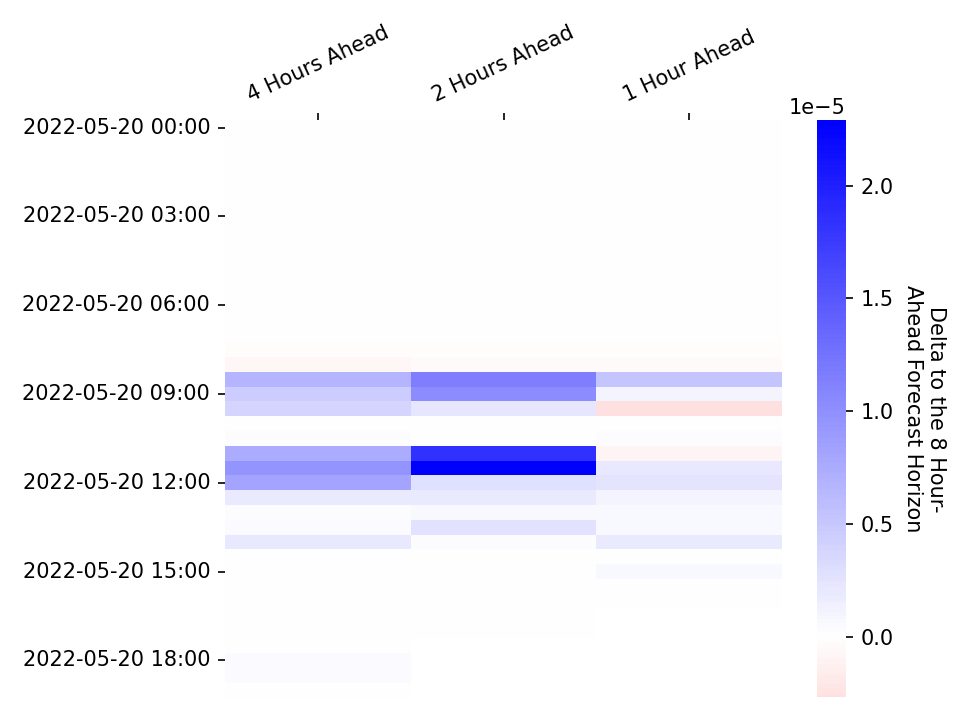 4 Hours Ahead
2 Hours Ahead
1 Hour Ahead
1e−5
2022-05-20 00:00
2022-05-20 03:00
2022-05-20 06:00
2022-05-20 09:00
2022-05-20 12:00
2022-05-20 15:00
2022-05-20 18:00
2.0
1.5
1.0
0.5
0.0
Delta to the 8 Hour-
Ahead Forecast Horizon